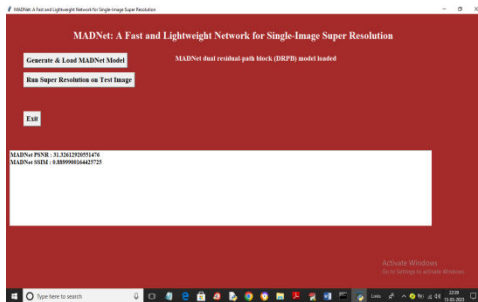 MADNet: A Fast and Lightweight Network for Single-Image Super Resolution
MADNet: A Fast and Lightweight Network for Single-Image Super Resolution
Generate & Load MADNet Model
MADNet dual residual-path block (DRPB) model loaded
Run Super Resolution on Test Image
Exit
MADNet PSNR : 31.32612920551476
MADNet SSIM : 0.8899980164425725
Activate Windows
Go to Settings to activate Windows.
Type here to search